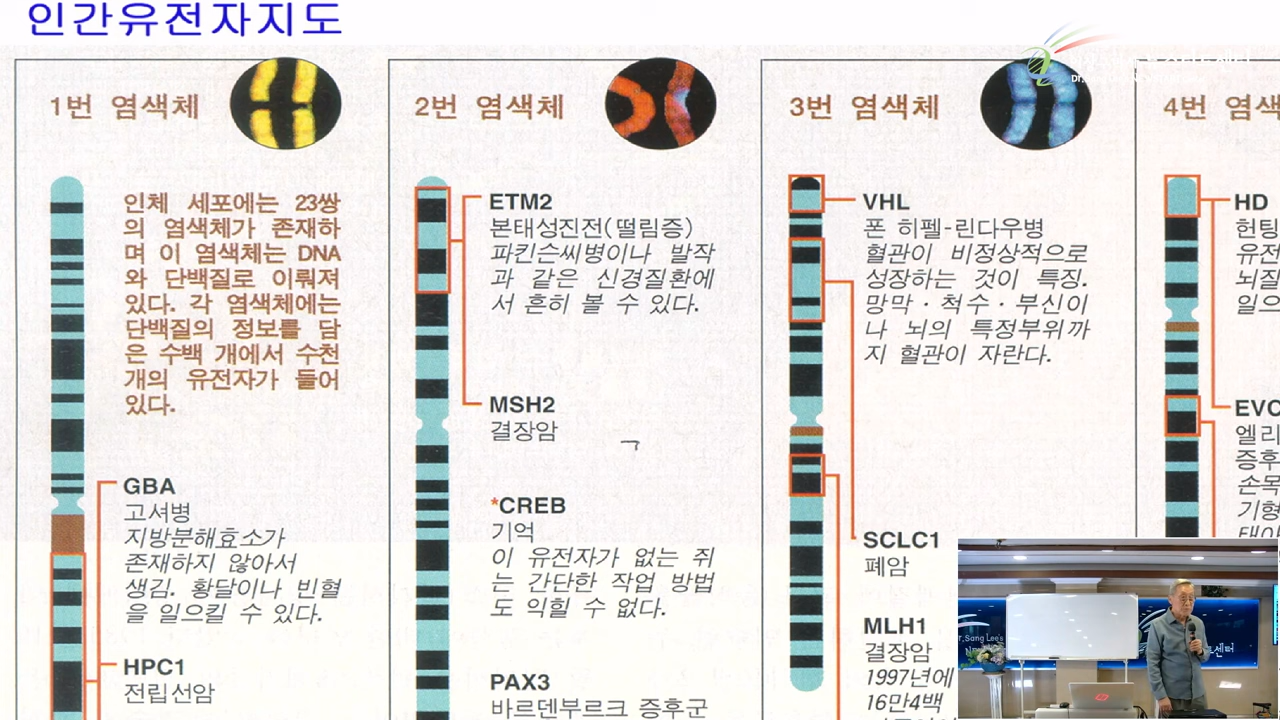 인간유전자지도
1번 염색체
인체 세포에는 23쌍
의 염색체가 존재하
며 이 염색체는 DNA
와 단백질로 이뤄져
있다. 각 염색체에는
단백질의 정보를 담
은 수백 개에서 수천
개의 유전자가 들어
있다.
GBA
고셔병
지방분해효소가
존재하지 않아서
생김. 황달이나 빈혈
을 일으킬 수 있다.
HPC1
전립선암
2번 염색체
ETM2
본태성진전(떨림증)
파킨슨씨병이나 발작
과 같은 신경질환에
서 흔히 볼 수 있다.
MSH2
결장암
ㄱ
*CREB
기억
이 유전자가 없는 쥐
는 간단한 작업 방법
도 익힐 수 없다.
PAX3
바르덴부르크 증후군
3번 염색체
VHL
폰 히펠-린다우병
혈관이 비정상적으로
성장하는 것이 특징.
망막·척수·부신이
나 뇌의 특정부위까
지 혈관이 자란다.
SCLC1
폐암
MLH1
결장암
1997년에
16만4백
4번 염색
HD
헌팅
유전
뇌질
일으
EVC
엘리
증후
손목
기형
태아
Dr.Sang Lee's
센터